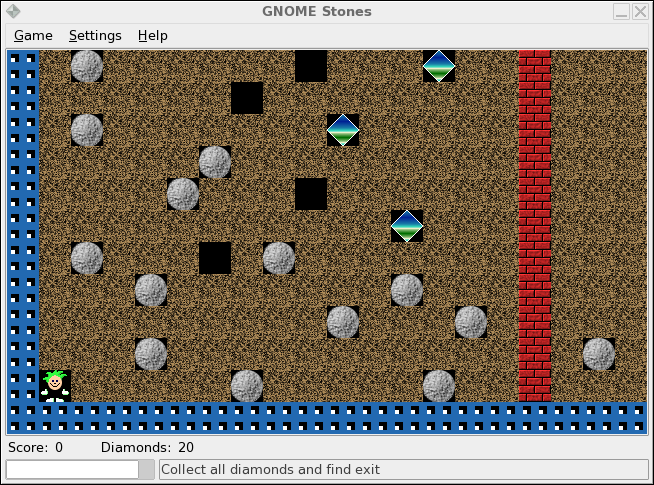 GNOME Stones
Game Settings Help
Score: 0 Diamonds: 20
Collect all diamonds and find exit